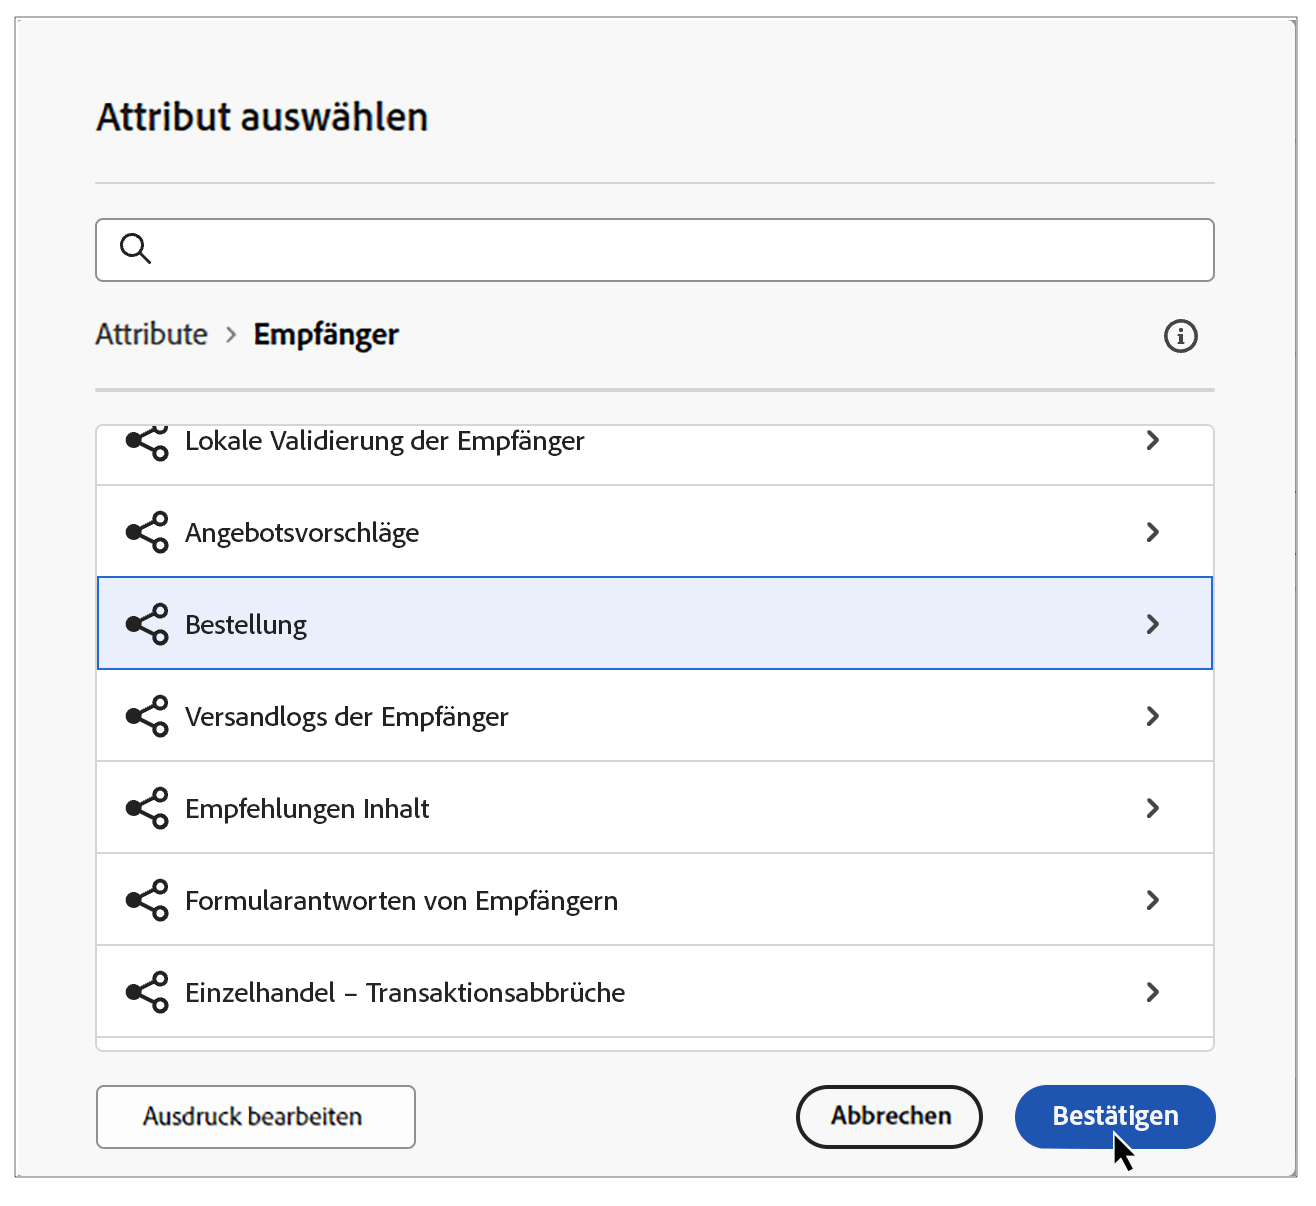 Attribut auswählen
Attribute > Empfänger
Lokale Validierung der Empfänger
Angebotsvorschläge
Bestellung
Versandlogs der Empfänger
Empfehlungen Inhalt
Formularantworten von Empfängern
Einzelhandel – Transaktionsabbrüche
Ausdruck bearbeiten
Abbrechen
Bestätigen